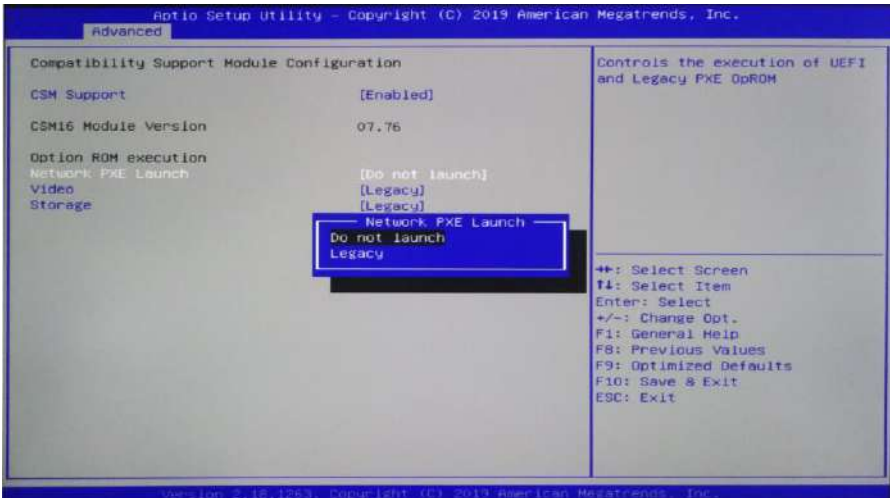 Aptio Setup Utility - Copyright (C) 2019 American Megatrends, Inc.
Advanced
Compatibility Support Module Configuration
CSM Support [Enabled]
CSM16 Module Version 07.76
Option ROM execution
Network PXE Launch [Do not launch]
Video [Legacy]
Storage [Legacy]
Network PXE Launch
Do not launch
Legacy
Controls the execution of UEFI
and Legacy PXE OpROM
→←: Select Screen
↑↓: Select Item
Enter: Select
+/-: Change Opt.
F1: General Help
F8: Previous Values
F9: Optimized Defaults
F10: Save & Exit
ESC: Exit
Version 2.18.1263. Copyright (C) 2019 American Megatrends, Inc.